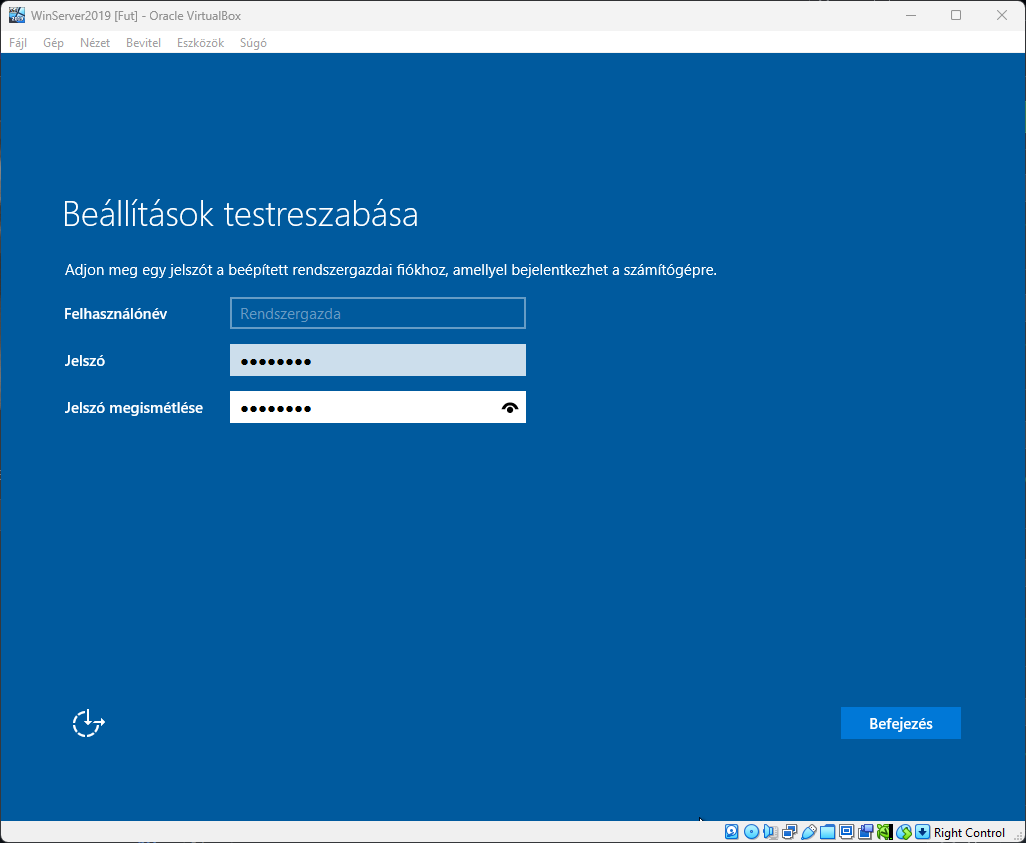 WinServer2019 [Fut] - Oracle VirtualBox
Fájl Gép Nézet Bevitel Eszközök Súgó
Beállítások testreszabása
Adjon meg egy jelszót a beépített rendszergazdai fiókhoz, amellyel bejelentkezhet a számítógépre.
Felhasználónév Rendszergazda
Jelszó ●●●●●●●●
Jelszó megismétlése ●●●●●●●●
Befejezés
Right Control